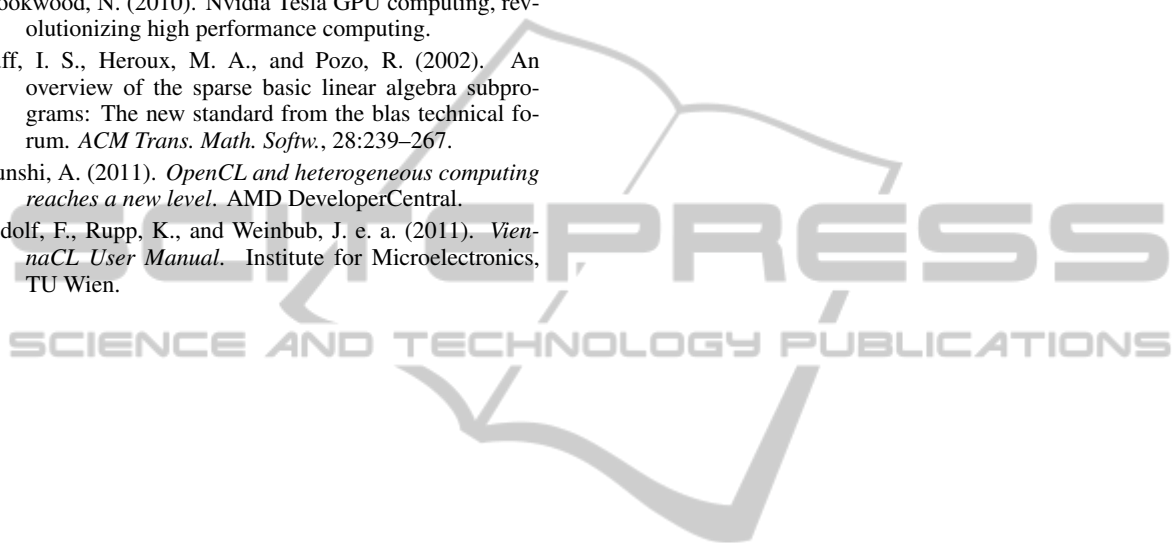 ookwood, N. (2010). Nvidia Tesla GPU computing, rev-
olutionizing high performance computing.
ff, I. S., Heroux, M. A., and Pozo, R. (2002). An
overview of the sparse basic linear algebra subpro-
grams: The new standard from the blas technical fo-
rum. ACM Trans. Math. Softw., 28:239–267.
unshi, A. (2011). OpenCL and heterogeneous computing
reaches a new level. AMD DeveloperCentral.
dolf, F., Rupp, K., and Weinbub, J. e. a. (2011). Vien-
naCL User Manual. Institute for Microelectronics,
TU Wien.
SCITEPRESS
SCIENCE AND TECHNOLOGY PUBLICATIONS